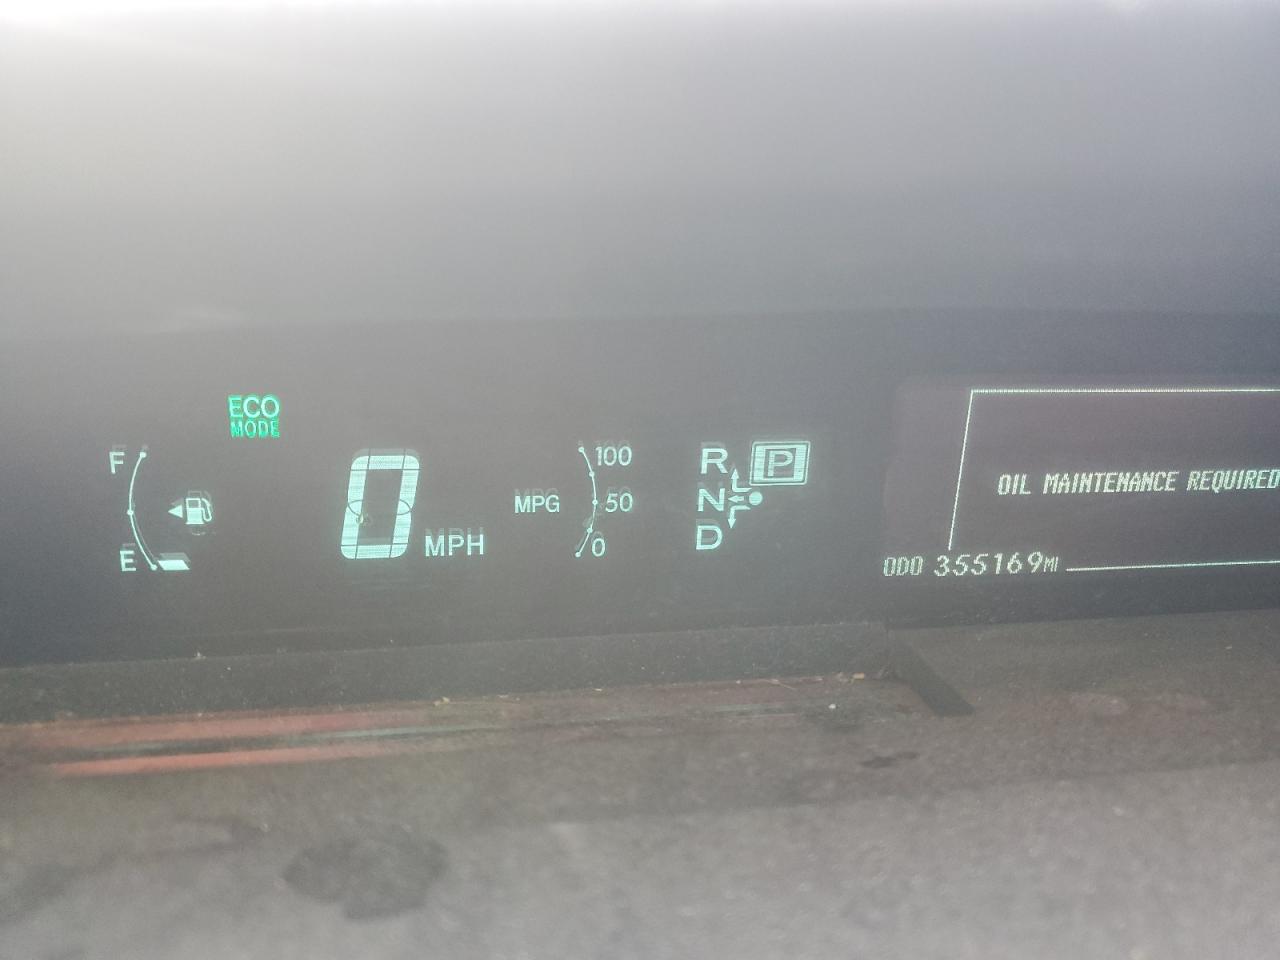 ECO
MODE
F
E
0
MPH
MPG
100
50
0
R
N
D
P
OIL MAINTENANCE REQUIRED
ODO 355169MI